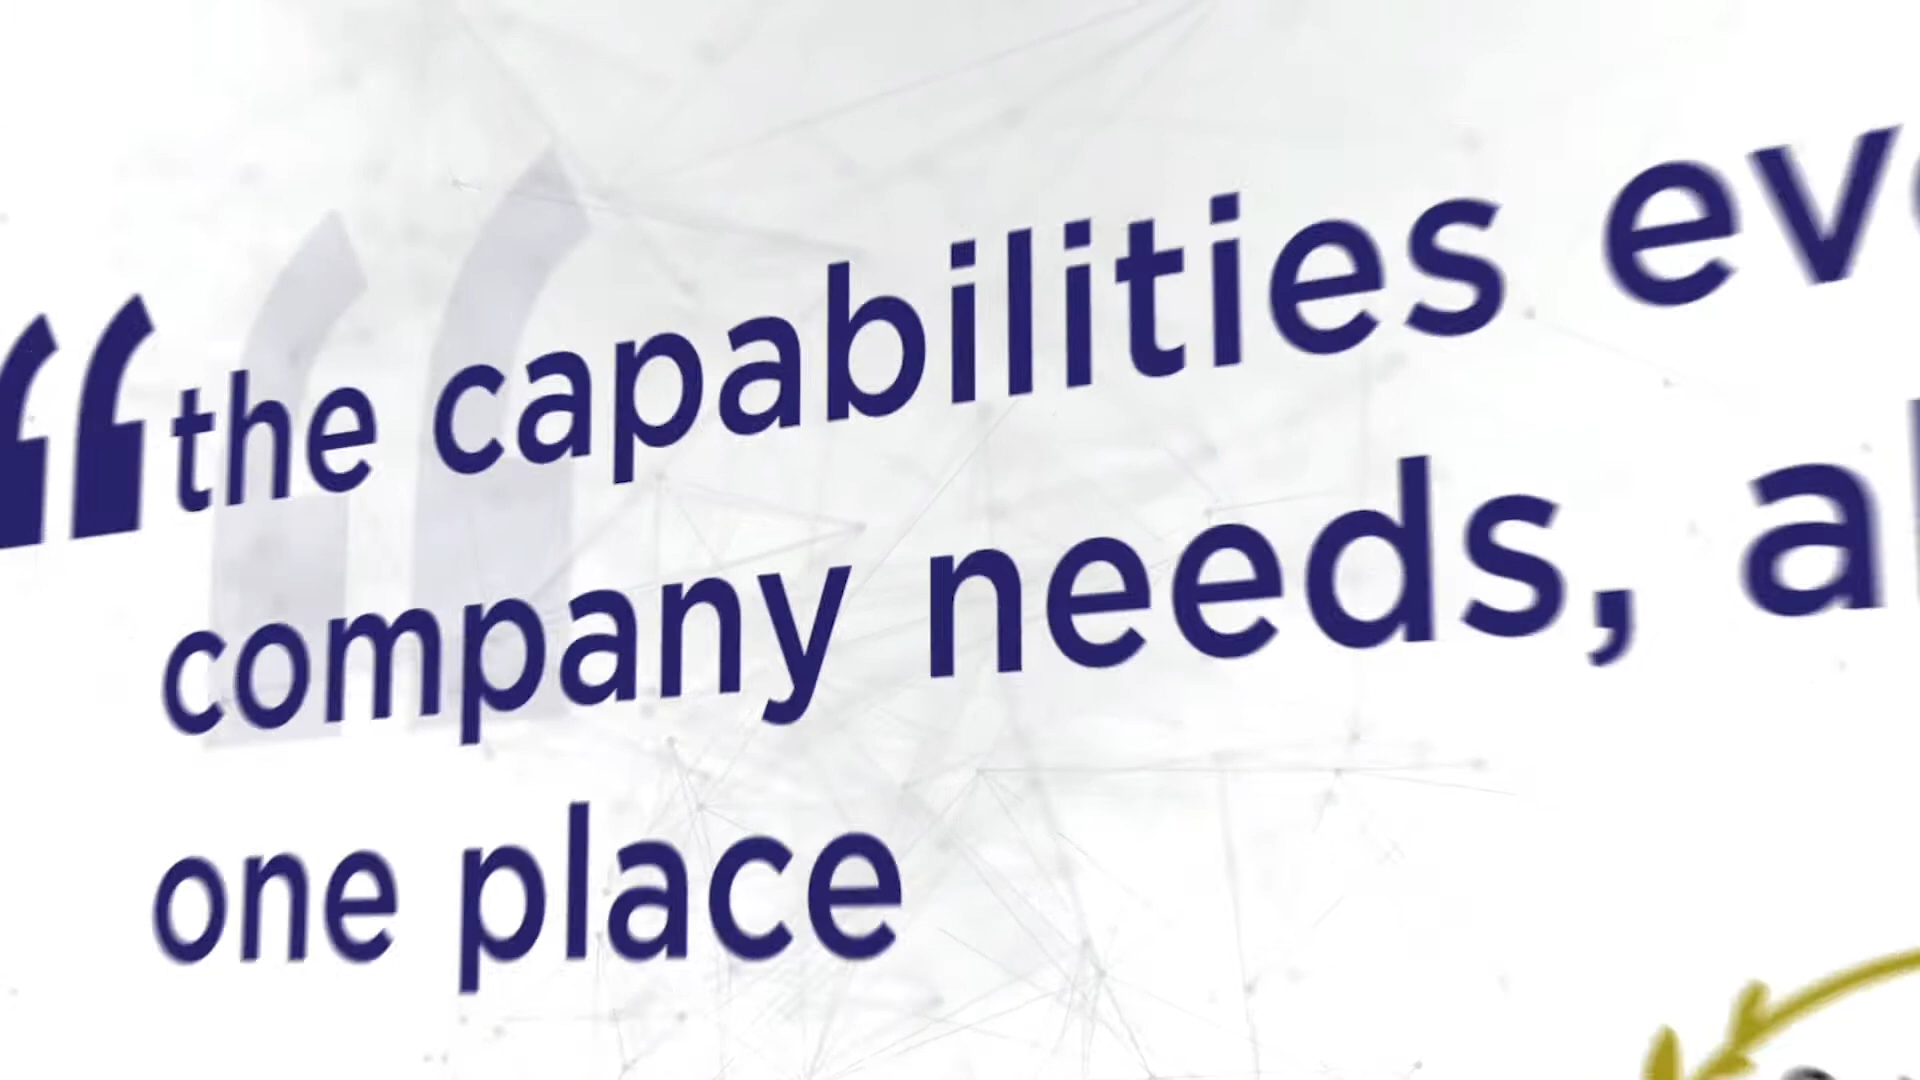 “the capabilities
company needs,
one place